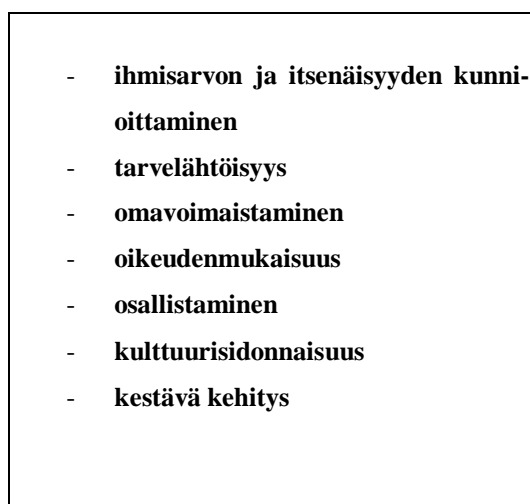 - ihmisarvon ja itsenäisyyden kunni-
oittaminen
- tarvelähtöisyys
- omavoimaistaminen
- oikeudenmukaisuus
- osallistaminen
- kulttuurisidonnaisuus
- kestävä kehitys